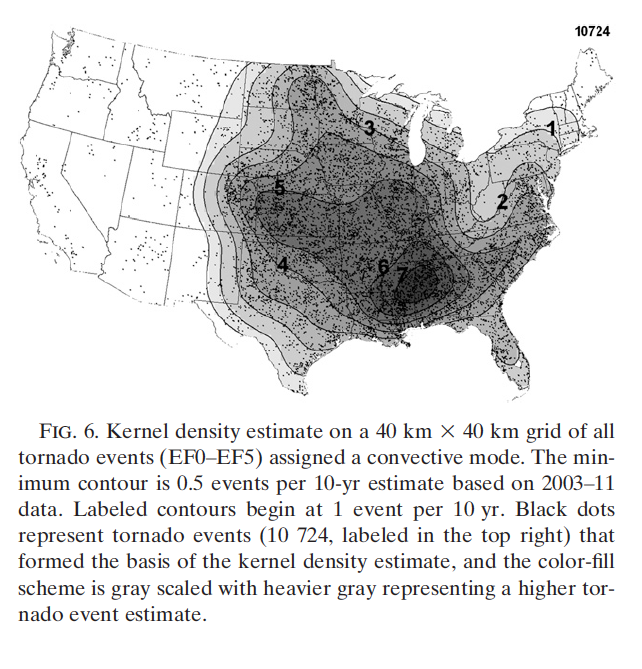 10724
1
3
5
2
4
6
7
FIG. 6. Kernel density estimate on a 40 km × 40 km grid of all
tornado events (EF0–EF5) assigned a convective mode. The min-
imum contour is 0.5 events per 10-yr estimate based on 2003–11
data. Labeled contours begin at 1 event per 10 yr. Black dots
represent tornado events (10 724, labeled in the top right) that
formed the basis of the kernel density estimate, and the color-fill
scheme is gray scaled with heavier gray representing a higher tor-
nado event estimate.